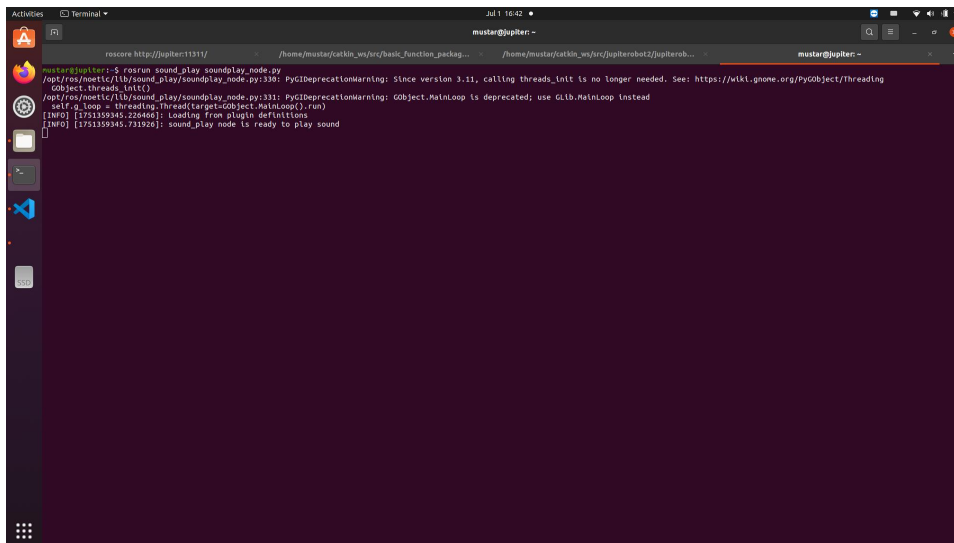 Activities
Terminal
Jul 1 16:42
mustar@jupiter: ~
roscore http://jupiter:11311/
/home/mustar/catkin_ws/src/basic_function_packag...
/home/mustar/catkin_ws/src/jupiterobot2/jupiterob...
mustar@jupiter: ~
mustar@jupiter:~$ rosrun sound_play soundplay_node.py
/opt/ros/noetic/lib/sound_play/soundplay_node.py:330: PyGIDeprecationWarning: Since version 3.11, calling threads_init is no longer needed. See: https://wiki.gnome.org/PyGObject/Threading
GObject.threads_init()
/opt/ros/noetic/lib/sound_play/soundplay_node.py:331: PyGIDeprecationWarning: GObject.MainLoop is deprecated; use GLib.MainLoop instead
self.g_loop = threading.Thread(target=GObject.MainLoop().run)
[INFO] [1751359345.226466]: Loading from plugin definitions
[INFO] [1751359345.731926]: sound_play node is ready to play sound
SSD